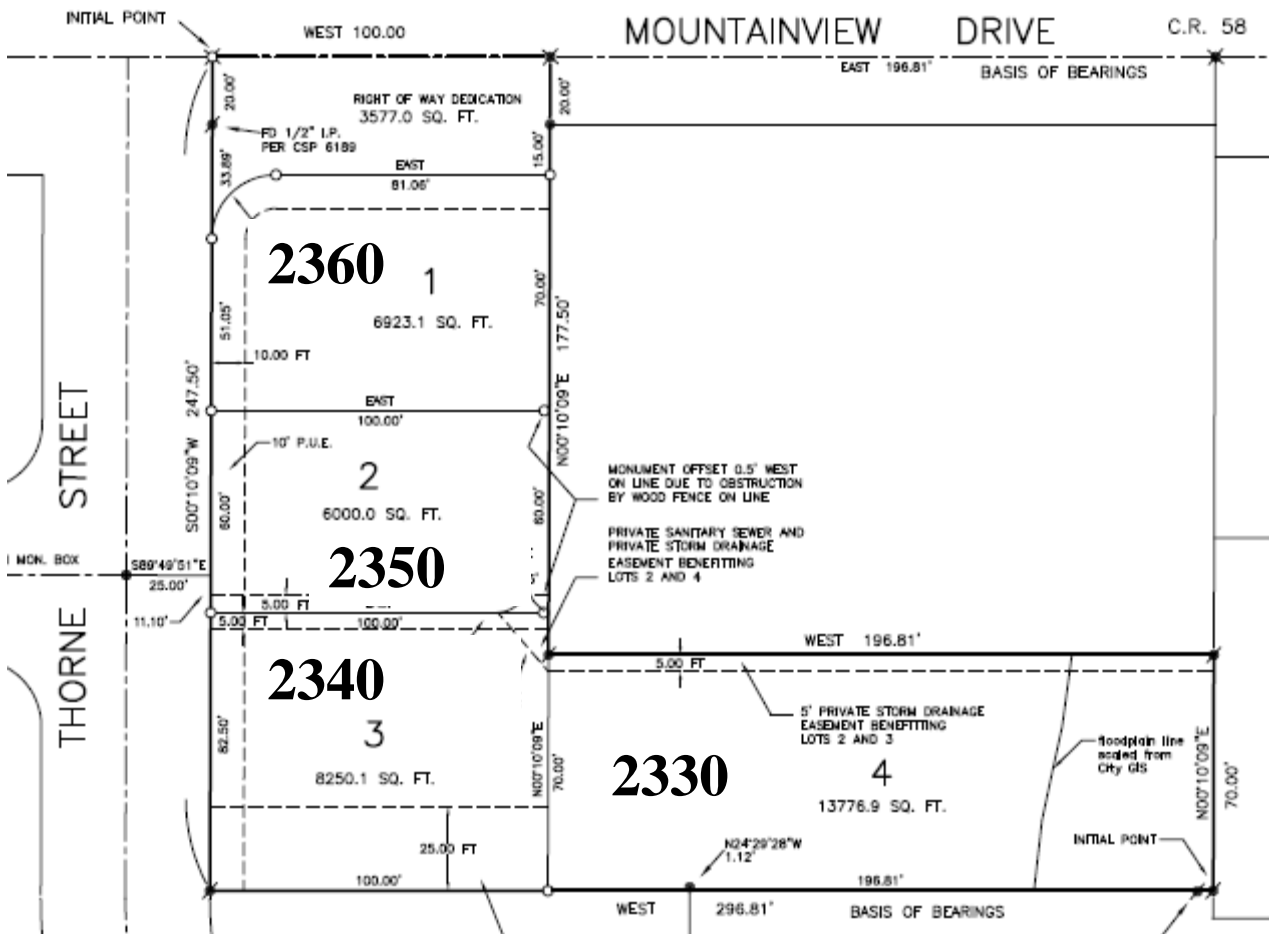 INITIAL POINT
WEST 100.00
MOUNTAINVIEW DRIVE
C.R. 58
EAST 196.81'
BASIS OF BEARINGS
20.00'
RIGHT OF WAY DEDICATION
3577.0 SQ. FT.
20.00'
FD 1/2" I.P.
PER CSP 6189
33.89'
EAST
81.06'
15.00'
2360
1
6923.1 SQ. FT.
70.00'
51.05'
10.00 FT
N00°10'09"E 177.50'
S00°10'09"W 247.50'
EAST
100.00'
10' P.U.E.
2
6000.0 SQ. FT.
60.00'
60.00'
2350
MONUMENT OFFSET 0.5' WEST
ON LINE DUE TO OBSTRUCTION
BY WOOD FENCE ON LINE
PRIVATE SANITARY SEWER AND
PRIVATE STORM DRAINAGE
EASEMENT BENEFITTING
LOTS 2 AND 4
THORNE STREET
MON. BOX
S89°49'51"E
25.00'
11.10'
5.00 FT
5.00 FT
100.00'
WEST 196.81'
5.00 FT
2340
3
8250.1 SQ. FT.
82.50'
N00°10'09"E
70.00'
5' PRIVATE STORM DRAINAGE
EASEMENT BENEFITTING
LOTS 2 AND 3
2330
4
13776.9 SQ. FT.
floodplain line
scaled from
City GIS
N00°10'09"E
70.00'
25.00 FT
N24°29'28"W
1.12'
INITIAL POINT
100.00'
196.81'
WEST 296.81'
BASIS OF BEARINGS